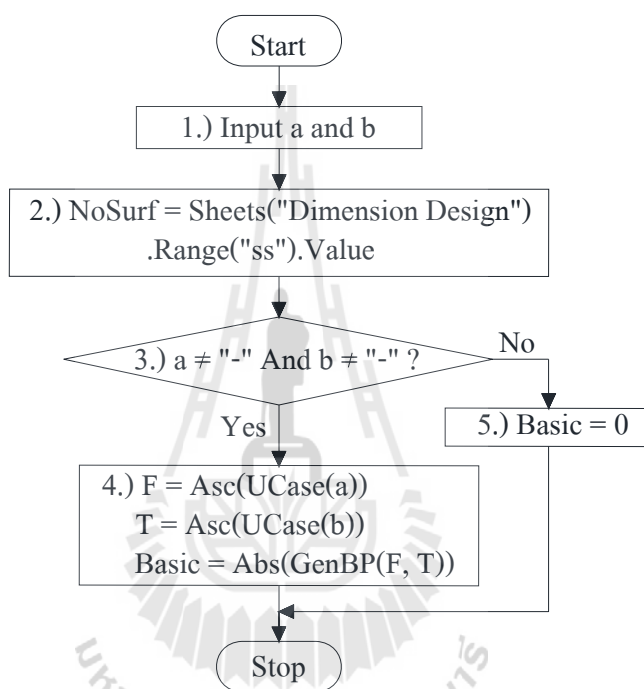 Start
1.) Input a and b
2.) NoSurf = Sheets("Dimension Design")
.Range("ss").Value
3.) a ≠ "-" And b ≠ "-" ?
No
Yes
5.) Basic = 0
4.) F = Asc(UCase(a))
T = Asc(UCase(b))
Basic = Abs(GenBP(F, T))
Stop